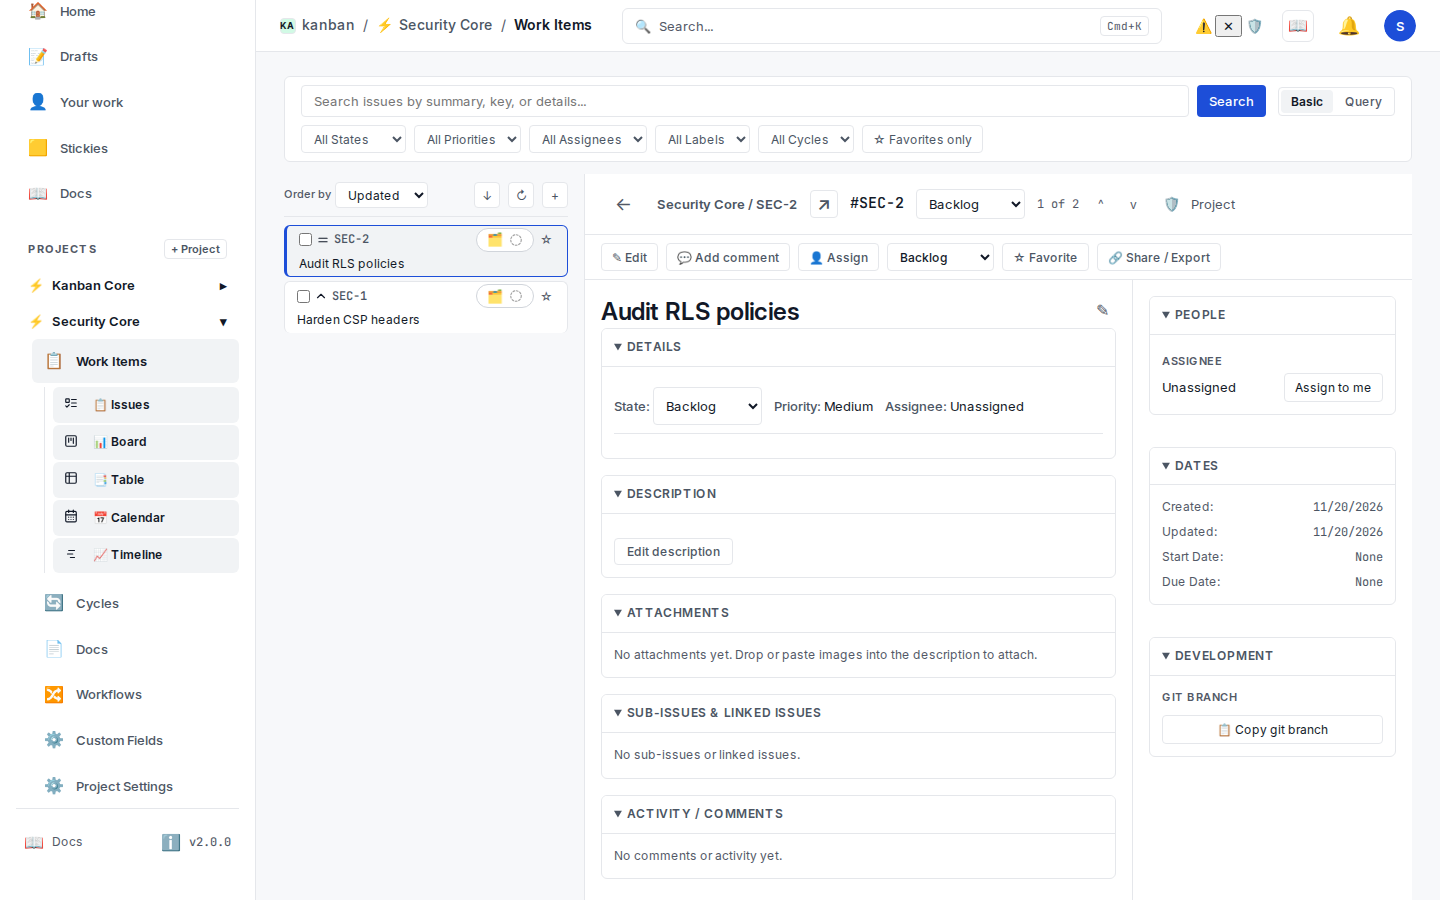 Home
Drafts
Your work
Stickies
Docs
PROJECTS
+ Project
Kanban Core
Security Core
Work Items
Issues
Board
Table
Calendar
Timeline
Cycles
Docs
Workflows
Custom Fields
Project Settings
Docs v2.0.0
KA kanban / Security Core / Work Items
Search... Cmd+K
S
Search issues by summary, key, or details...
Search Basic Query
All States All Priorities All Assignees All Labels All Cycles ☆ Favorites only
Order by Updated ↓ ↻ +
SEC-2
Audit RLS policies
SEC-1
Harden CSP headers
← Security Core / SEC-2 #SEC-2 Backlog 1 of 2 ^ v Project
Edit Add comment Assign Backlog ☆ Favorite Share / Export
Audit RLS policies
DETAILS
State: Backlog Priority: Medium Assignee: Unassigned
DESCRIPTION
Edit description
ATTACHMENTS
No attachments yet. Drop or paste images into the description to attach.
SUB-ISSUES & LINKED ISSUES
No sub-issues or linked issues.
ACTIVITY / COMMENTS
No comments or activity yet.
PEOPLE
ASSIGNEE
Unassigned Assign to me
DATES
Created: 11/20/2026
Updated: 11/20/2026
Start Date: None
Due Date: None
DEVELOPMENT
GIT BRANCH
Copy git branch